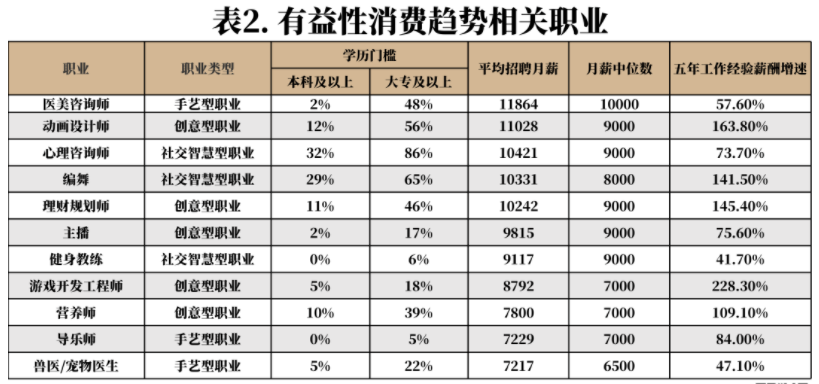 表2. 有益性消费趋势相关职业
职业 职业类型 学历门槛 平均招聘月薪 月薪中位数 五年工作经验薪酬增速
本科及以上 大专及以上
医美咨询师 手艺型职业 2% 48% 11864 10000 57.60%
动画设计师 创意型职业 12% 56% 11028 9000 163.80%
心理咨询师 社交智慧型职业 32% 86% 10421 9000 73.70%
编舞 社交智慧型职业 29% 65% 10331 8000 141.50%
理财规划师 创意型职业 11% 46% 10242 9000 145.40%
主播 创意型职业 2% 17% 9815 9000 75.60%
健身教练 社交智慧型职业 0% 6% 9117 9000 41.70%
游戏开发工程师 创意型职业 5% 18% 8792 7000 228.30%
营养师 创意型职业 10% 39% 7800 7000 109.10%
导乐师 手艺型职业 0% 5% 7229 7000 84.00%
兽医/宠物医生 手艺型职业 5% 22% 7217 6500 47.10%